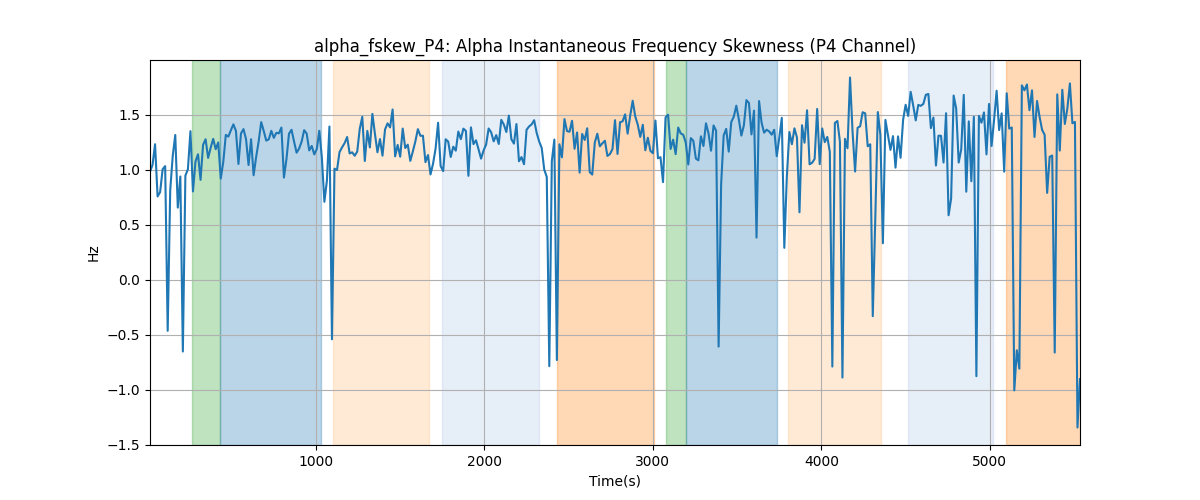 alpha_fskew_P4: Alpha Instantaneous Frequency Skewness (P4 Channel)
1.5
1.0
0.5
0.0
−0.5
−1.0
−1.5
Hz
1000 2000 3000 4000 5000
Time(s)